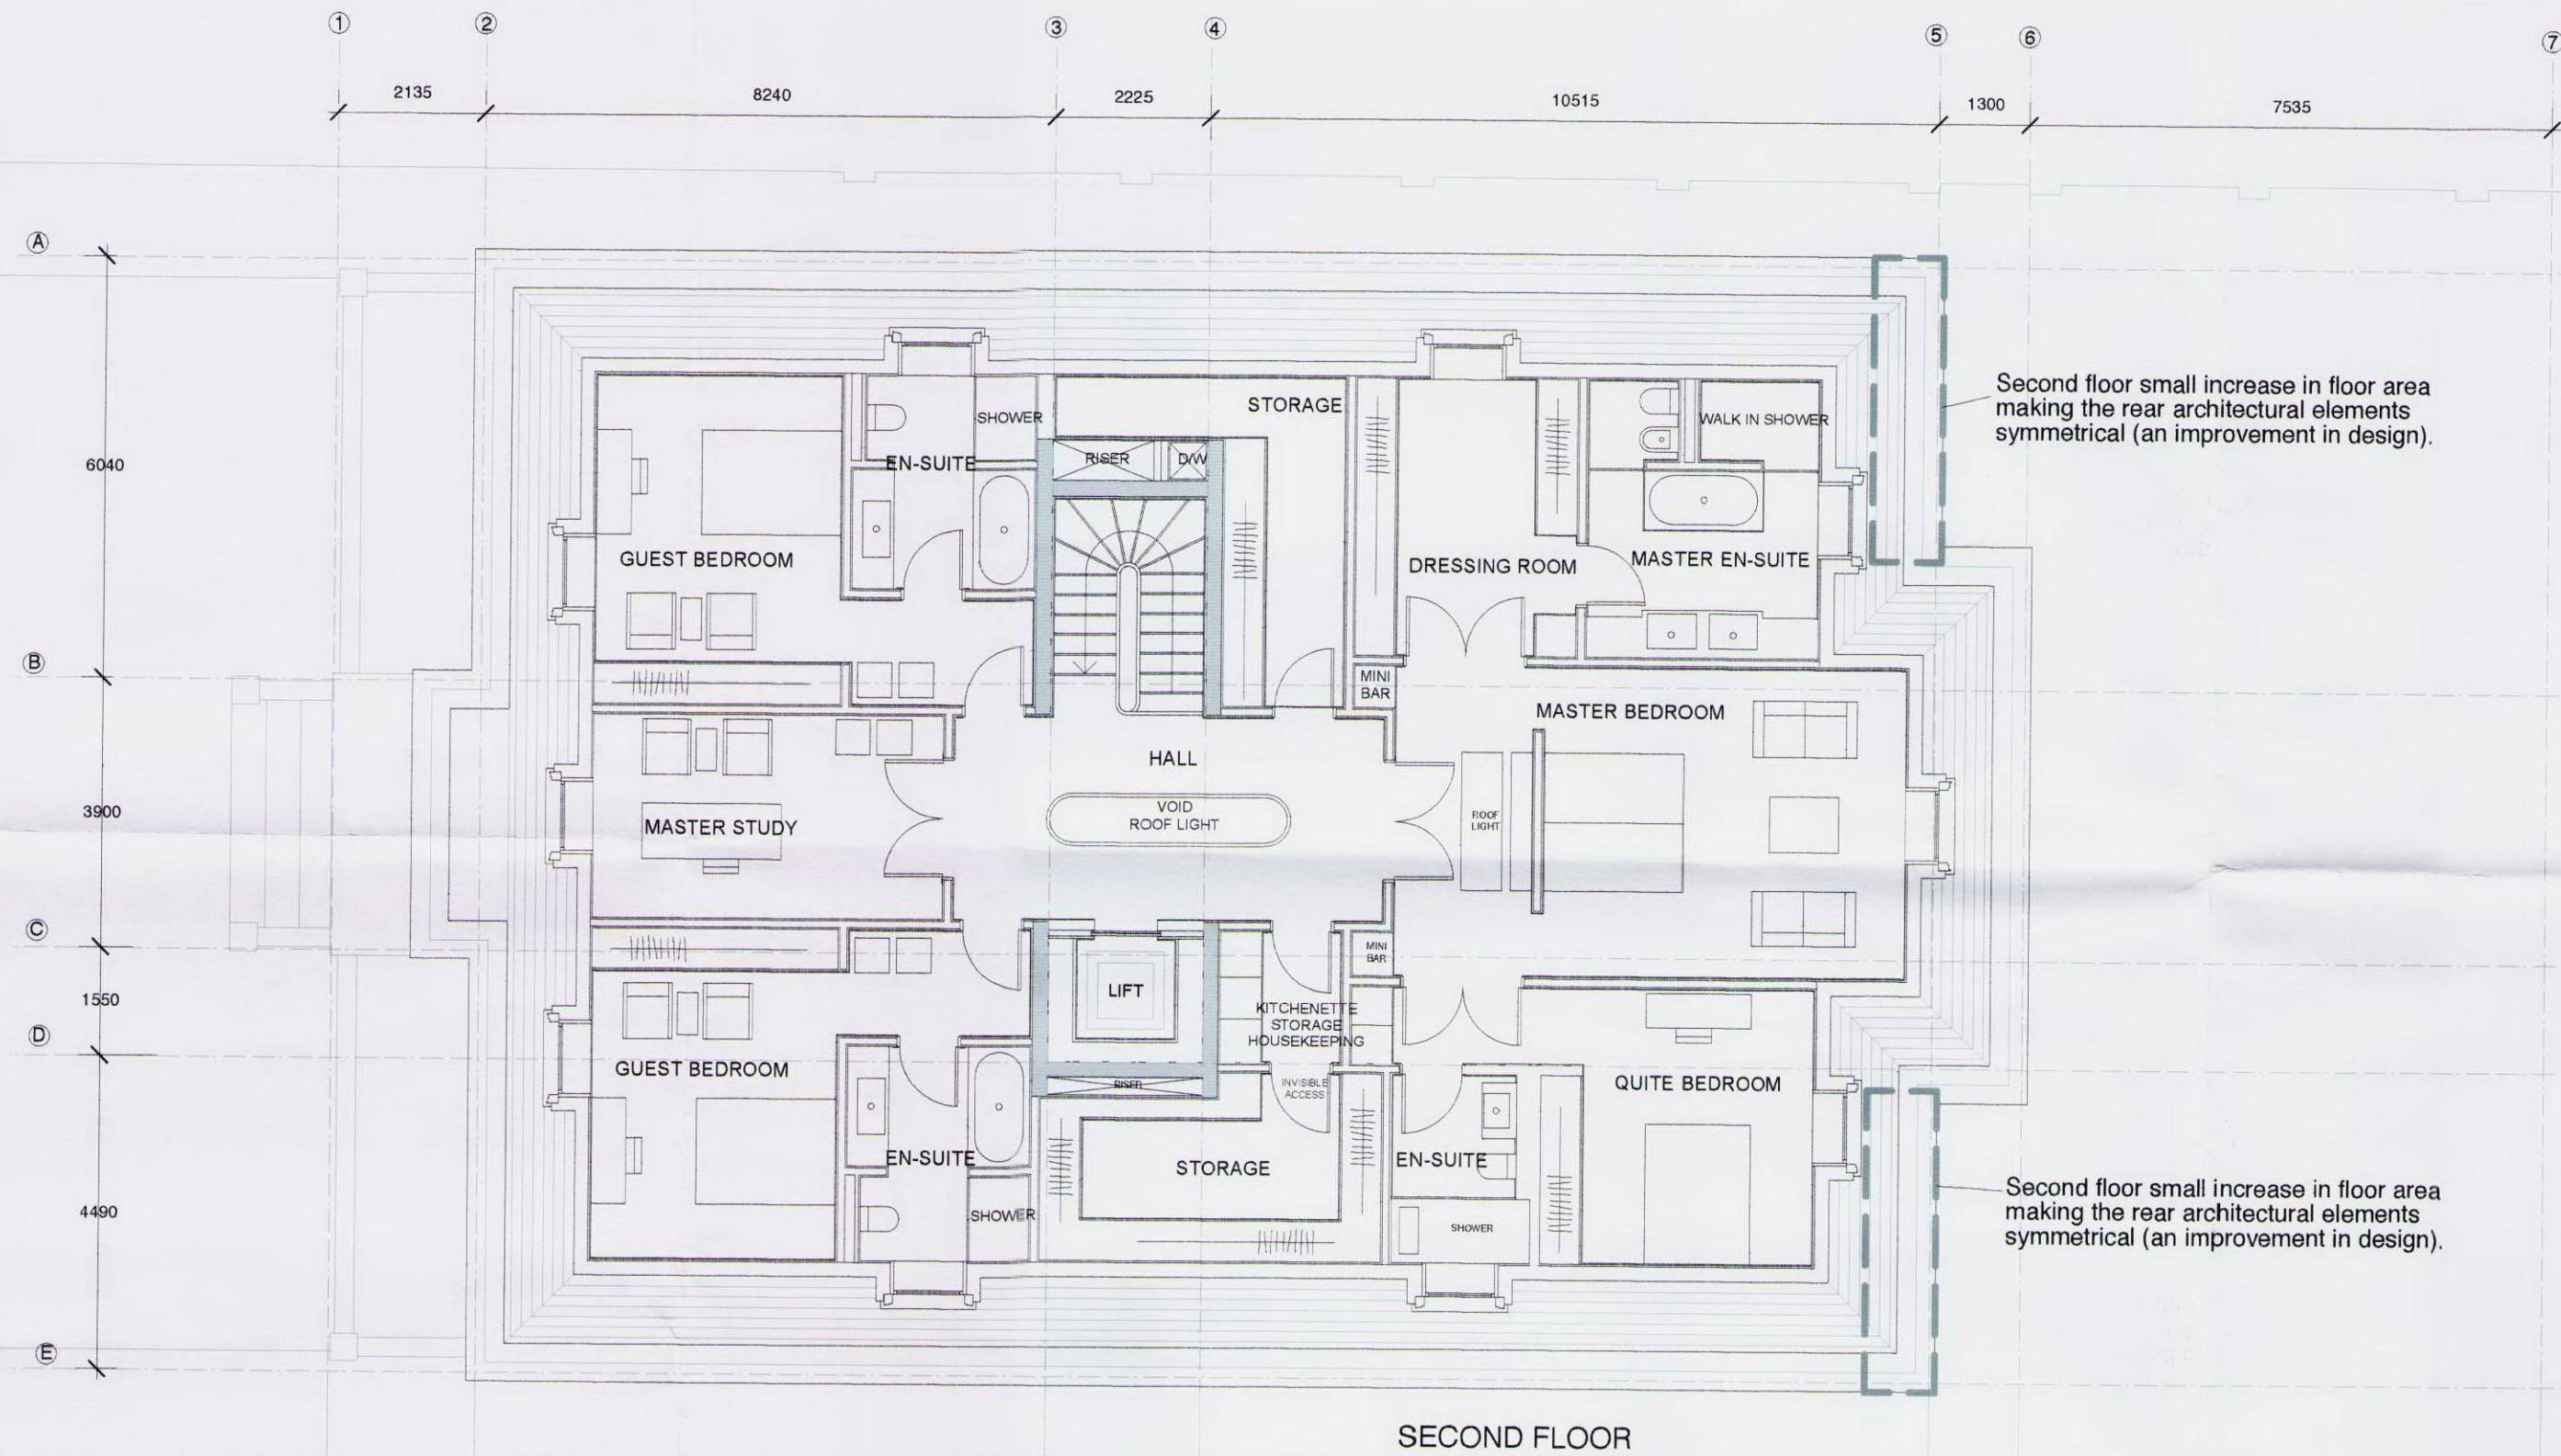 1
2
3
4
5
6
7
2135
8240
2225
10515
1300
7535
A
6040
B
3900
C
1550
D
4490
E
STORAGE
SHOWER
WALK IN SHOWER
RISER
D/W
EN-SUITE
GUEST BEDROOM
DRESSING ROOM
MASTER EN-SUITE
Second floor small increase in floor area
making the rear architectural elements
symmetrical (an improvement in design).
MINI
BAR
MASTER BEDROOM
HALL
VOID
ROOF LIGHT
MASTER STUDY
ROOF
LIGHT
MINI
BAR
LIFT
KITCHENETTE
STORAGE
HOUSEKEEPING
GUEST BEDROOM
RISER
INVISIBLE
ACCESS
QUITE BEDROOM
EN-SUITE
STORAGE
EN-SUITE
SHOWER
SHOWER
Second floor small increase in floor area
making the rear architectural elements
symmetrical (an improvement in design).
SECOND FLOOR